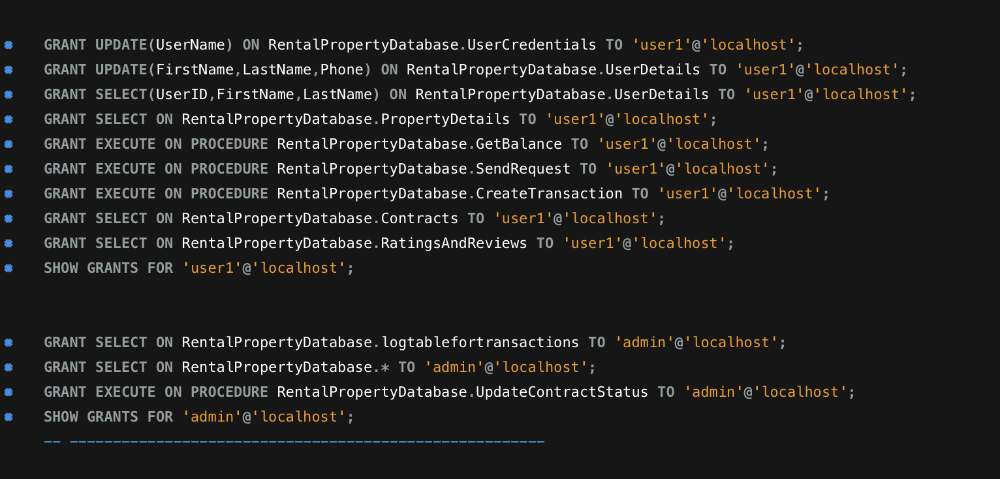 GRANT UPDATE(UserName) ON RentalPropertyDatabase.UserCredentials TO 'user1'@'localhost';
GRANT UPDATE(FirstName,LastName,Phone) ON RentalPropertyDatabase.UserDetails TO 'user1'@'localhost';
GRANT SELECT(UserID,FirstName,LastName) ON RentalPropertyDatabase.UserDetails TO 'user1'@'localhost';
GRANT SELECT ON RentalPropertyDatabase.PropertyDetails TO 'user1'@'localhost';
GRANT EXECUTE ON PROCEDURE RentalPropertyDatabase.GetBalance TO 'user1'@'localhost';
GRANT EXECUTE ON PROCEDURE RentalPropertyDatabase.SendRequest TO 'user1'@'localhost';
GRANT EXECUTE ON PROCEDURE RentalPropertyDatabase.CreateTransaction TO 'user1'@'localhost';
GRANT SELECT ON RentalPropertyDatabase.Contracts TO 'user1'@'localhost';
GRANT SELECT ON RentalPropertyDatabase.RatingsAndReviews TO 'user1'@'localhost';
SHOW GRANTS FOR 'user1'@'localhost';
GRANT SELECT ON RentalPropertyDatabase.logtablefortransactions TO 'admin'@'localhost';
GRANT SELECT ON RentalPropertyDatabase.* TO 'admin'@'localhost';
GRANT EXECUTE ON PROCEDURE RentalPropertyDatabase.UpdateContractStatus TO 'admin'@'localhost';
SHOW GRANTS FOR 'admin'@'localhost';
-- -------------------------------------------------------